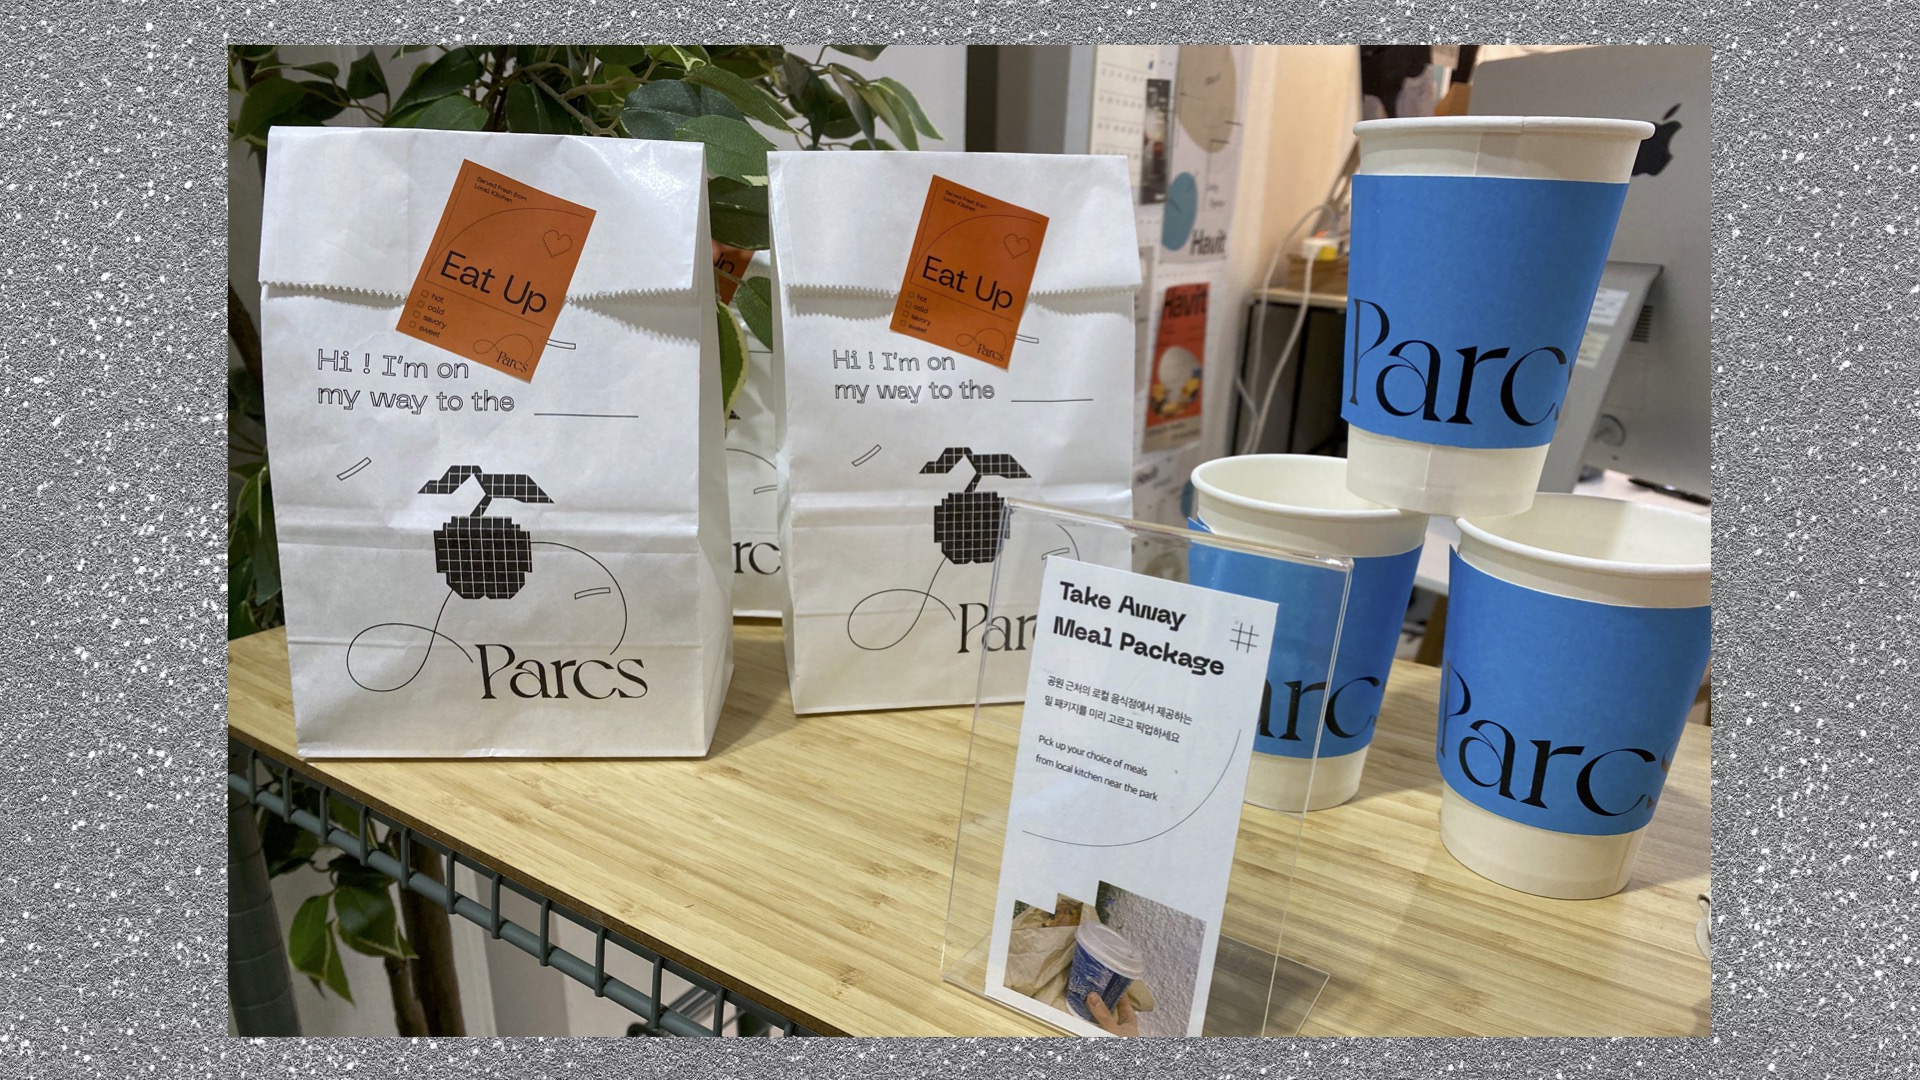 Served Fresh from
Local Kitchen
Eat Up
hot
cold
savory
sweet
Parcs
Hi ! I'm on
my way to the
Parcs
Served Fresh from
Local Kitchen
Eat Up
hot
cold
savory
sweet
Parcs
Hi ! I'm on
my way to the
Par
Up
rc
Take Away
Meal Package
#
공원 근처의 로컬 음식점에서 제공하는
밀 패키지를 미리 고르고 픽업하세요
Pick up your choice of meals
from local kitchen near the park
Parcs
arc
Parcs
Havit
Havit